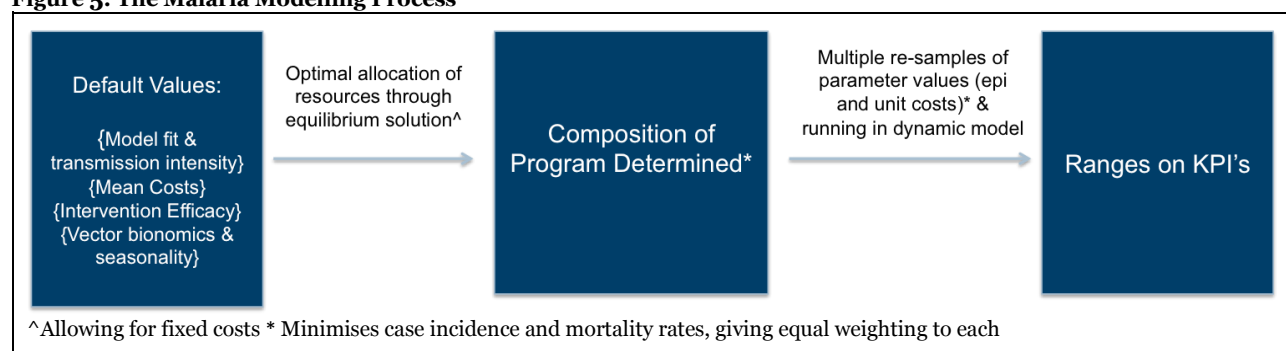 Figure 5. The Malaria Modelling Process
Default Values:
{Model fit &
transmission intensity}
{Mean Costs}
{Intervention Efficacy}
{Vector bionomics &
seasonality}
Optimal allocation of
resources through
equilibrium solution^
Composition of
Program Determined*
Multiple re-samples of
parameter values (epi
and unit costs)* &
running in dynamic model
Ranges on KPI's
^Allowing for fixed costs * Minimises case incidence and mortality rates, giving equal weighting to each